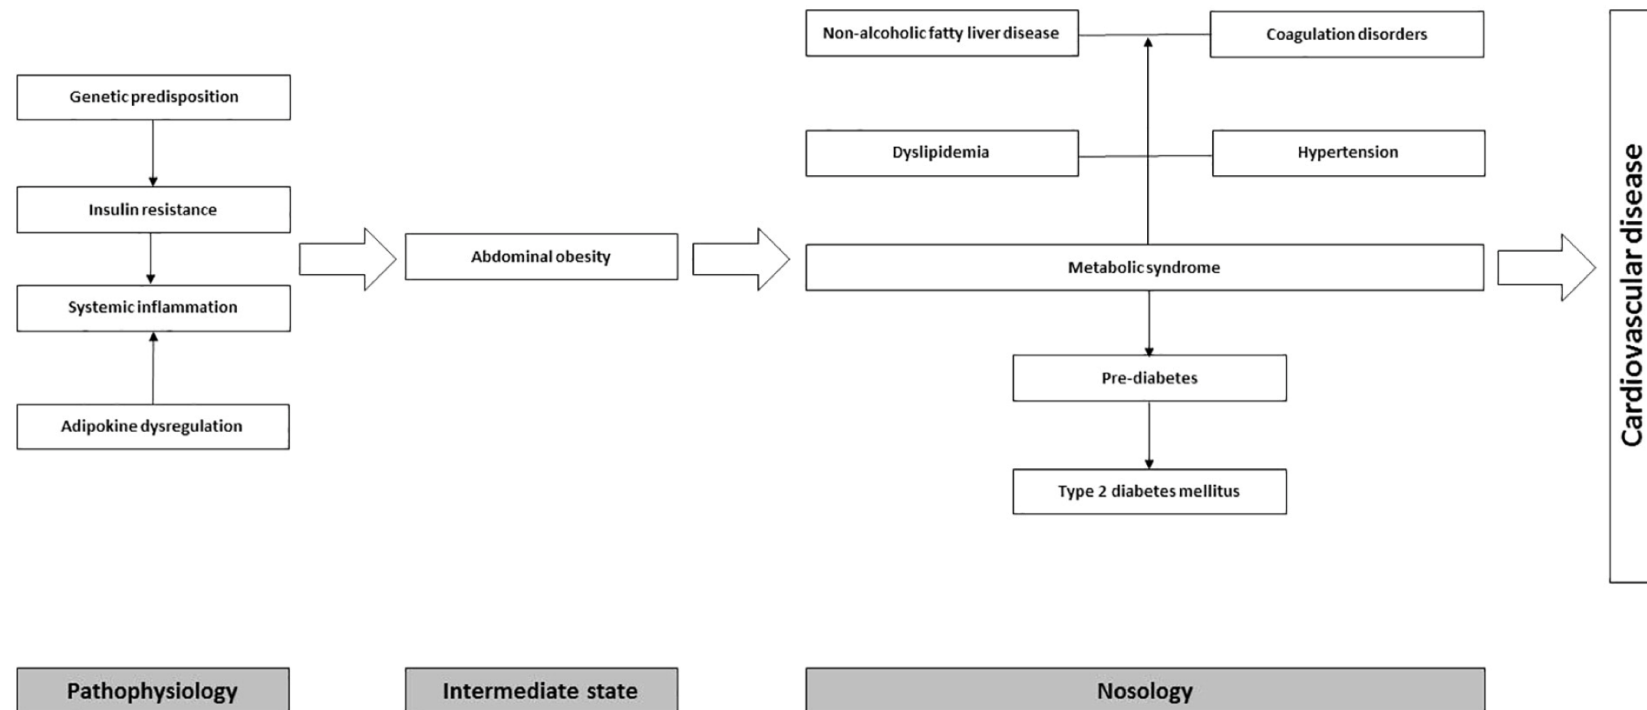 Genetic predisposition
Insulin resistance
Systemic inflammation
Adipokine dysregulation
Abdominal obesity
Non-alcoholic fatty liver disease
Coagulation disorders
Dyslipidemia
Hypertension
Metabolic syndrome
Pre-diabetes
Type 2 diabetes mellitus
Cardiovascular disease
Pathophysiology
Intermediate state
Nosology